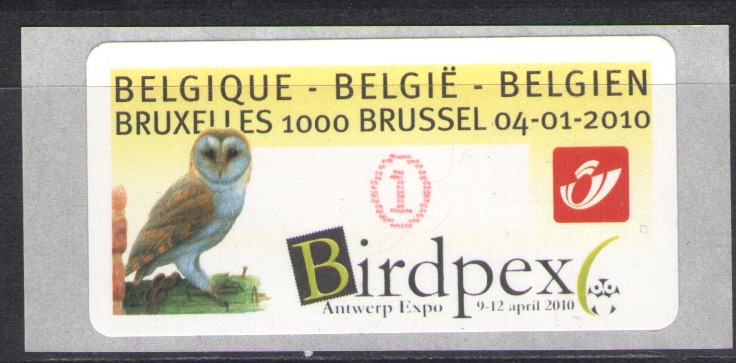 BELGIQUE - BELGIË - BELGIEN
BRUXELLES 1000 BRUSSEL 04-01-2010
1
Birdpex
Antwerp Expo 9-12 april 2010